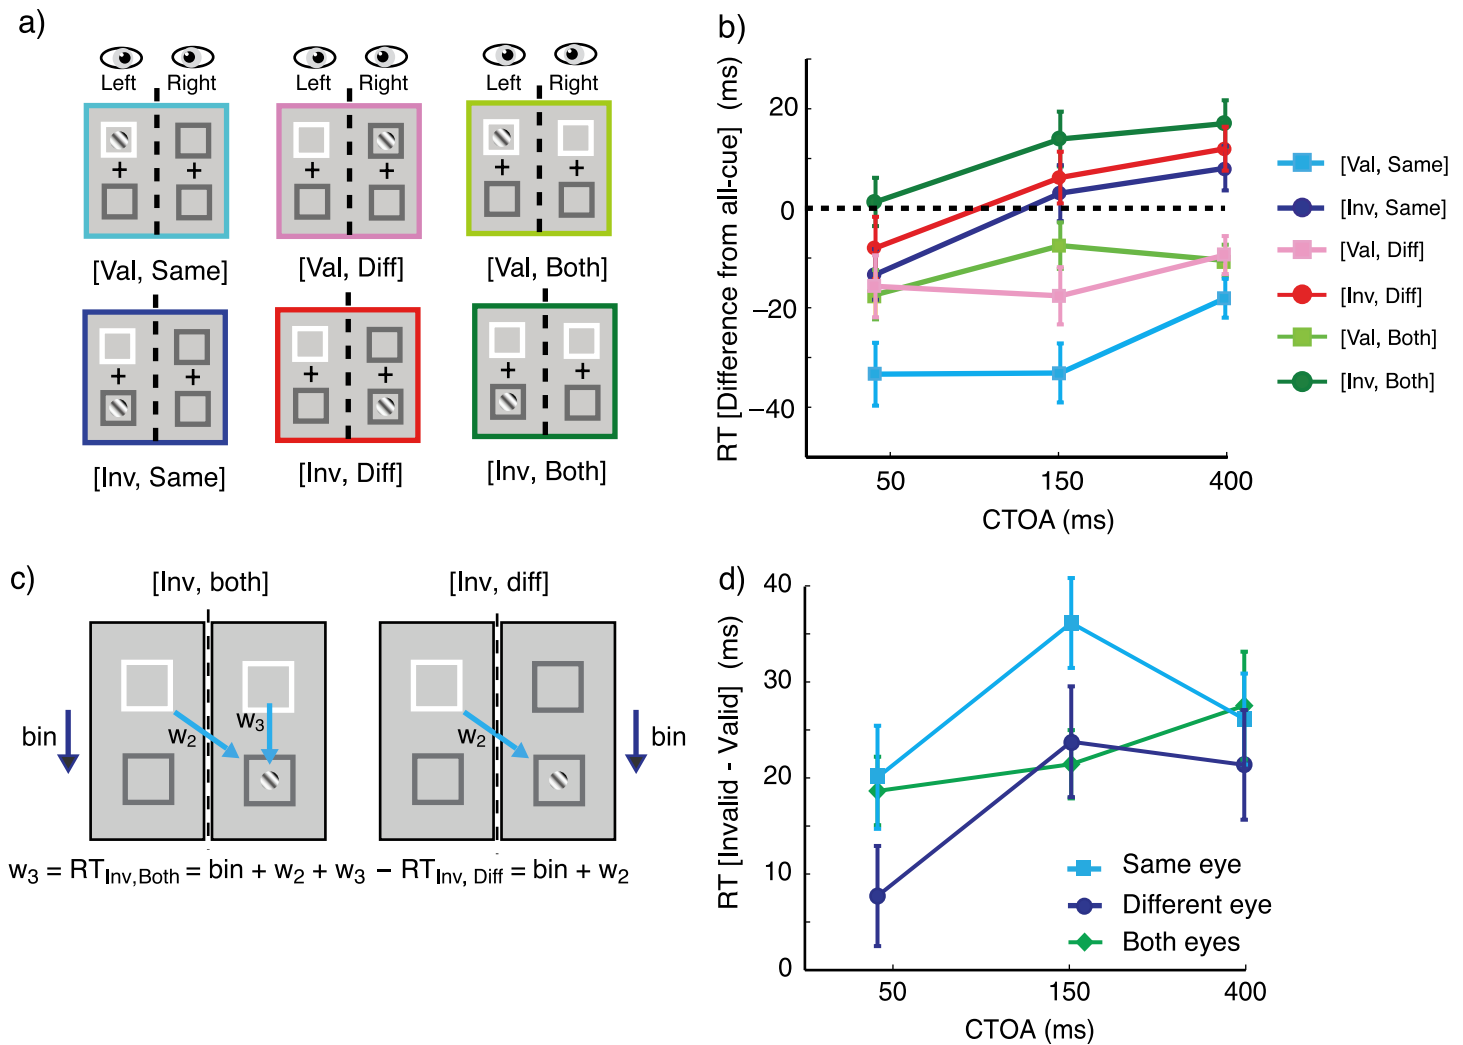 a)
Left Right Left Right Left Right
[Val, Same] [Val, Diff] [Val, Both]
[Inv, Same] [Inv, Diff] [Inv, Both]
b)
RT [Difference from all-cue] (ms)
20
0
−20
−40
50 150 400
CTOA (ms)
[Val, Same]
[Inv, Same]
[Val, Diff]
[Inv, Diff]
[Val, Both]
[Inv, Both]
c)
[Inv, both] [Inv, diff]
bin w2 w3 w2 bin
w3 = RTInv,Both = bin + w2 + w3 − RTInv, Diff = bin + w2
d)
RT [Invalid - Valid] (ms)
40
30
20
10
0
50 150 400
CTOA (ms)
Same eye
Different eye
Both eyes